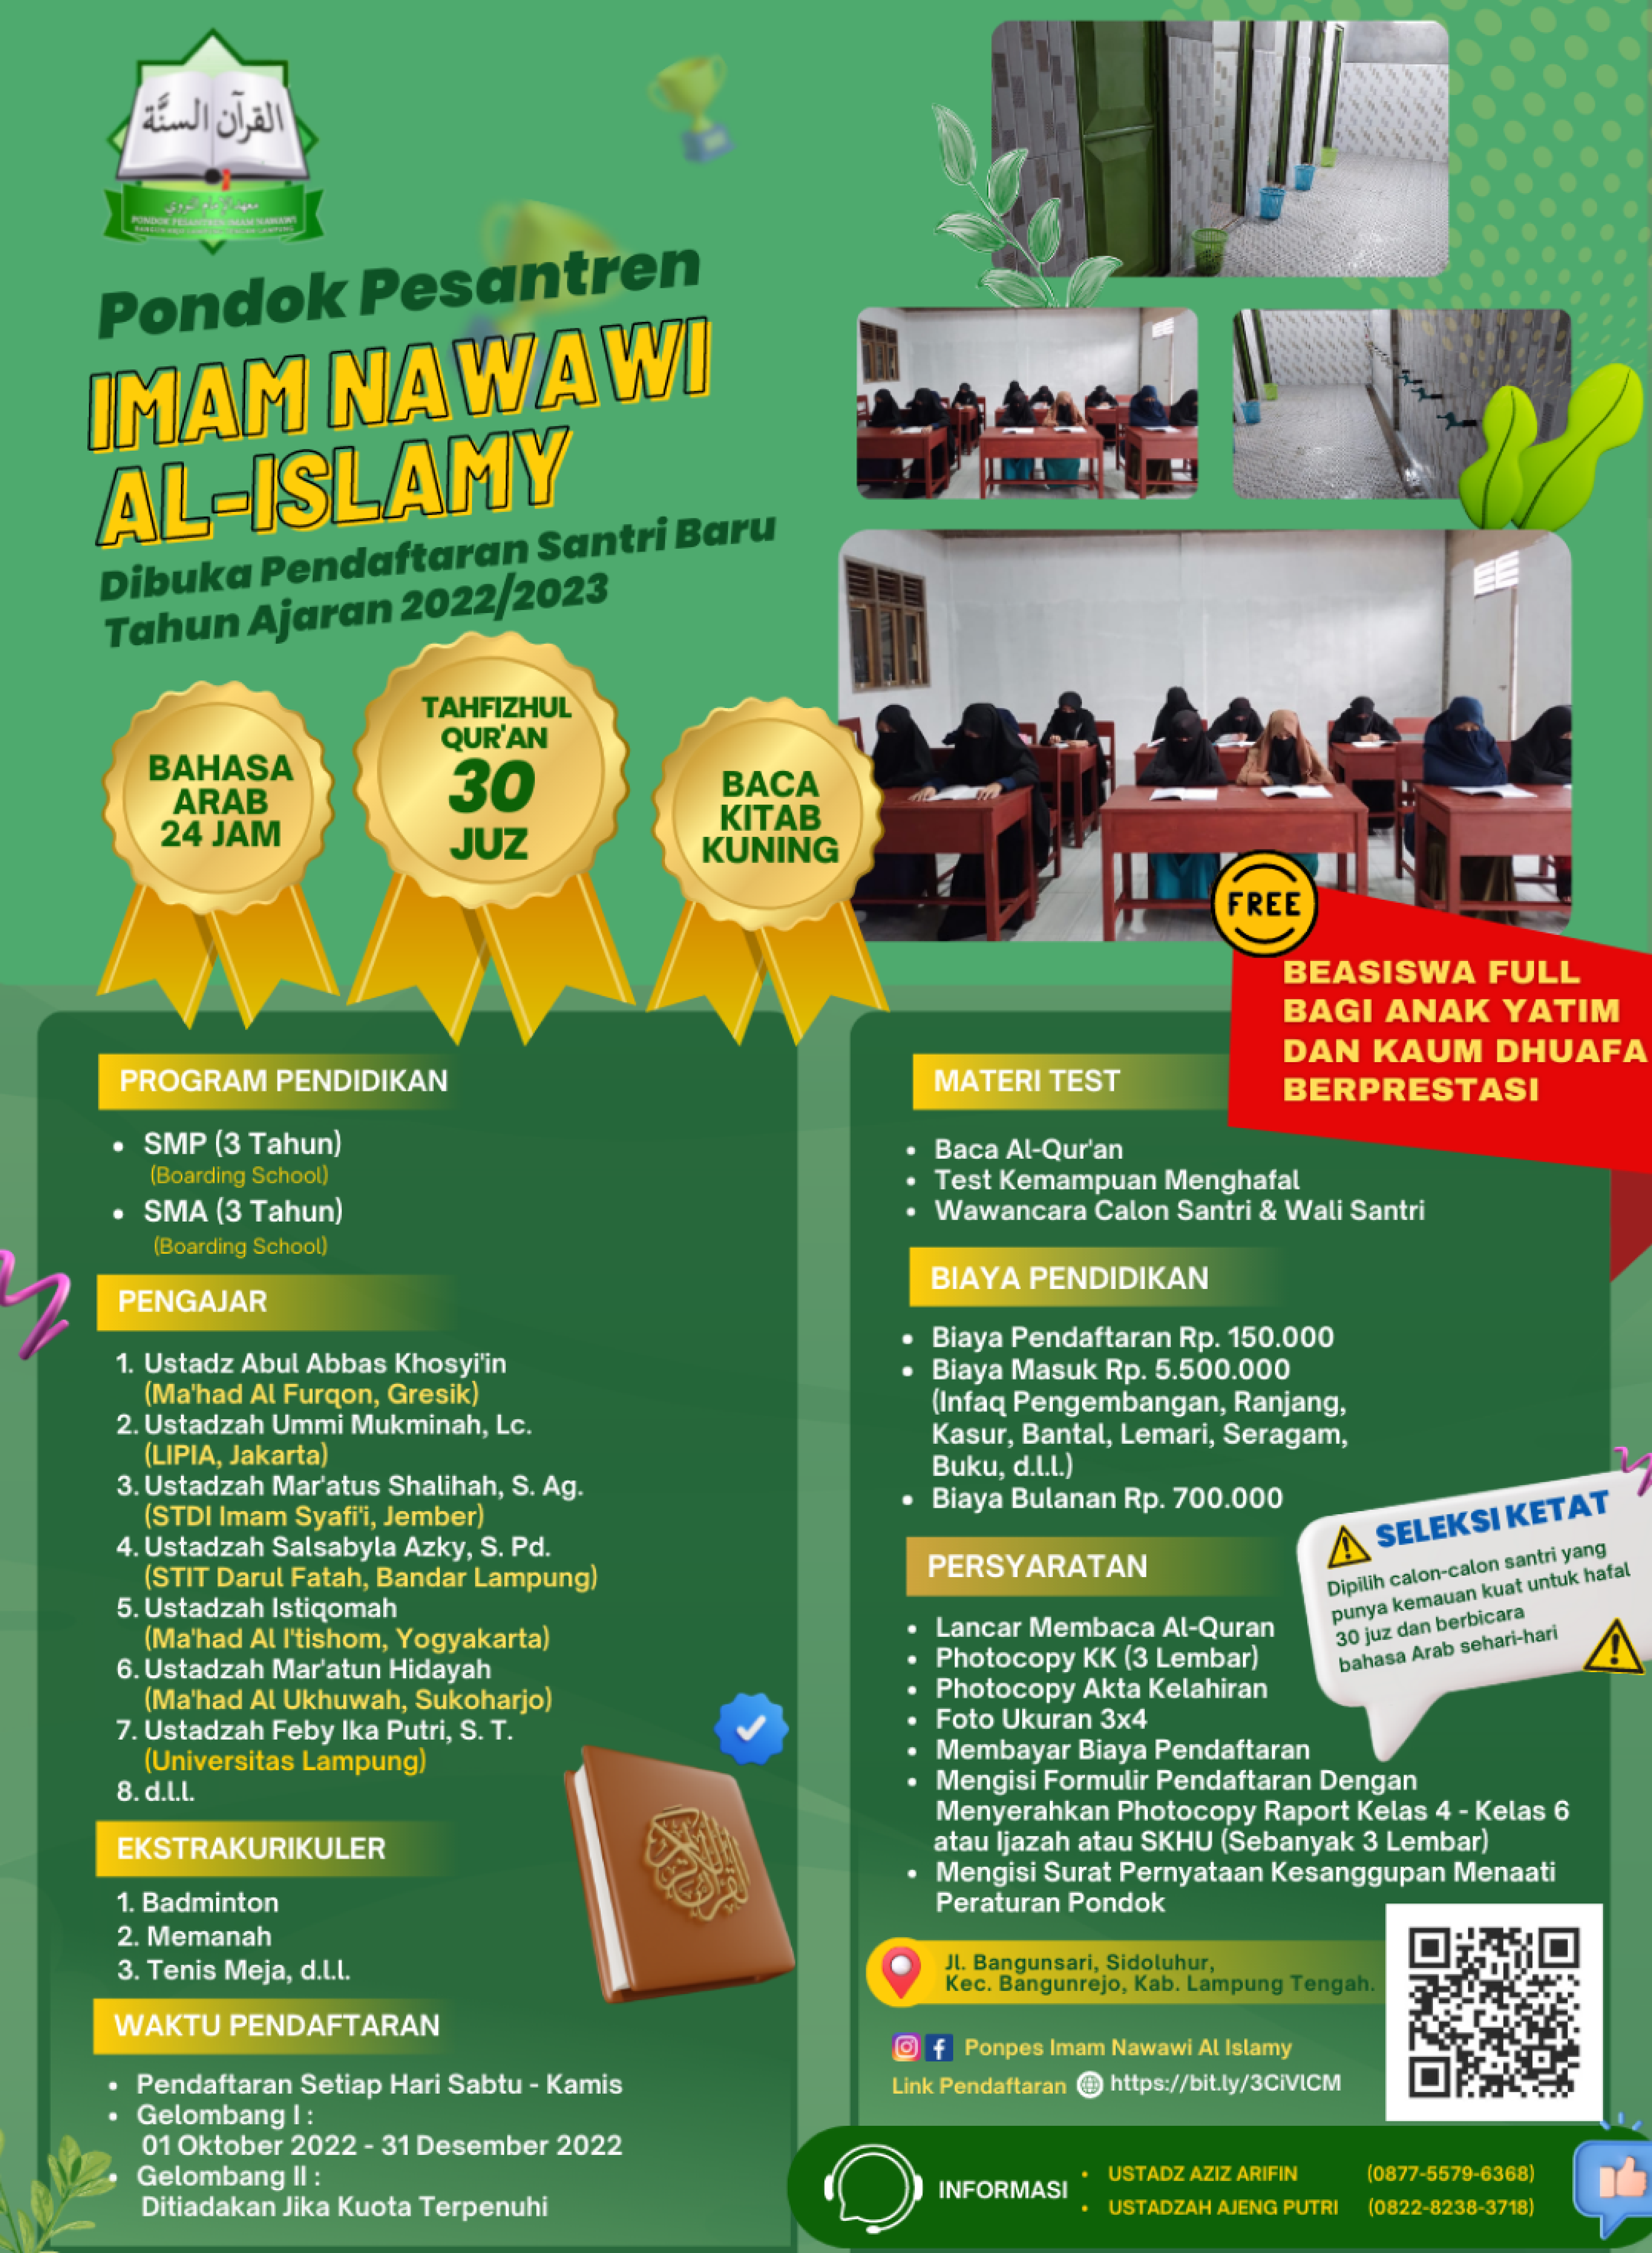 القرآن السنَّة
معهد الإمام النووي
PONDOK PESANTREN IMAM NAWAWI
Pondok Pesantren
IMAM NAWAWI
AL-ISLAMY
Dibuka Pendaftaran Santri Baru
Tahun Ajaran 2022/2023
BAHASA
ARAB
24 JAM
TAHFIZHUL
QUR'AN
30
JUZ
BACA
KITAB
KUNING
FREE
BEASISWA FULL
BAGI ANAK YATIM
DAN KAUM DHUAFA
BERPRESTASI
PROGRAM PENDIDIKAN
• SMP (3 Tahun)
(Boarding School)
• SMA (3 Tahun)
(Boarding School)
PENGAJAR
1. Ustadz Abul Abbas Khosyi'in
(Ma'had Al Furqon, Gresik)
2. Ustadzah Ummi Mukminah, Lc.
(LIPIA, Jakarta)
3. Ustadzah Mar'atus Shalihah, S. Ag.
(STDI Imam Syafi'i, Jember)
4. Ustadzah Salsabyla Azky, S. Pd.
(STIT Darul Fatah, Bandar Lampung)
5. Ustadzah Istiqomah
(Ma'had Al I'tishom, Yogyakarta)
6. Ustadzah Mar'atun Hidayah
(Ma'had Al Ukhuwah, Sukoharjo)
7. Ustadzah Feby Ika Putri, S. T.
(Universitas Lampung)
8. d.l.l.
EKSTRAKURIKULER
1. Badminton
2. Memanah
3. Tenis Meja, d.l.l.
WAKTU PENDAFTARAN
• Pendaftaran Setiap Hari Sabtu - Kamis
• Gelombang I :
01 Oktober 2022 - 31 Desember 2022
• Gelombang II :
Ditiadakan Jika Kuota Terpenuhi
MATERI TEST
• Baca Al-Qur'an
• Test Kemampuan Menghafal
• Wawancara Calon Santri & Wali Santri
BIAYA PENDIDIKAN
• Biaya Pendaftaran Rp. 150.000
• Biaya Masuk Rp. 5.500.000
(Infaq Pengembangan, Ranjang,
Kasur, Bantal, Lemari, Seragam,
Buku, d.l.l.)
• Biaya Bulanan Rp. 700.000
SELEKSI KETAT
Dipilih calon-calon santri yang
punya kemauan kuat untuk hafal
30 juz dan berbicara
bahasa Arab sehari-hari
PERSYARATAN
• Lancar Membaca Al-Quran
• Photocopy KK (3 Lembar)
• Photocopy Akta Kelahiran
• Foto Ukuran 3x4
• Membayar Biaya Pendaftaran
• Mengisi Formulir Pendaftaran Dengan
Menyerahkan Photocopy Raport Kelas 4 - Kelas 6
atau Ijazah atau SKHU (Sebanyak 3 Lembar)
• Mengisi Surat Pernyataan Kesanggupan Menaati
Peraturan Pondok
Jl. Bangunsari, Sidoluhur,
Kec. Bangunrejo, Kab. Lampung Tengah.
Ponpes Imam Nawawi Al Islamy
Link Pendaftaran https://bit.ly/3CiVlCM
INFORMASI
• USTADZ AZIZ ARIFIN (0877-5579-6368)
• USTADZAH AJENG PUTRI (0822-8238-3718)